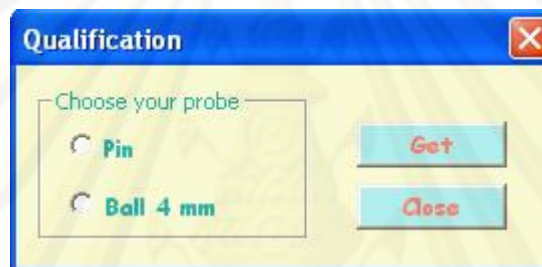 Qualification
Choose your probe
Pin
Get
Ball 4 mm
Close